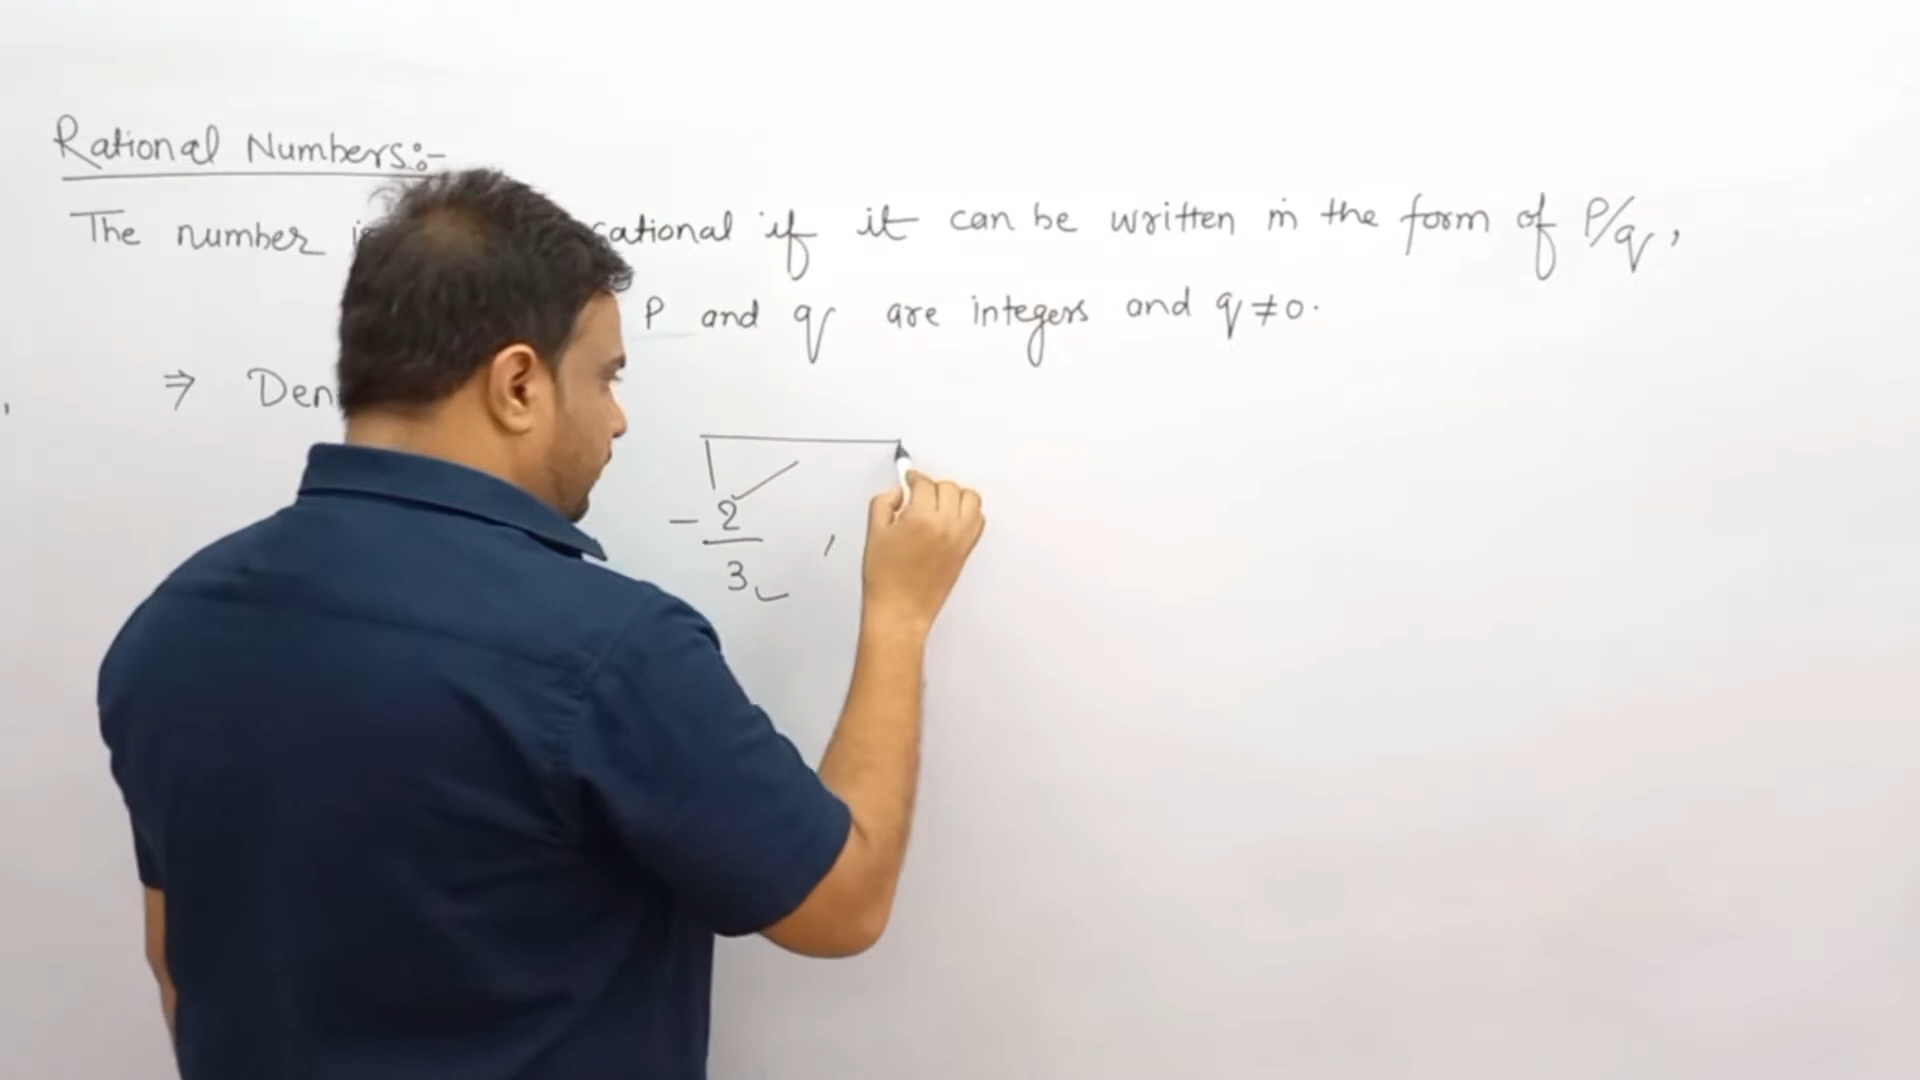 Rational Numbers:-
The number rational if it can be written in the form of P/q,
P and q are integers and q ≠ 0.
⇒ Den
- 2/3 ,